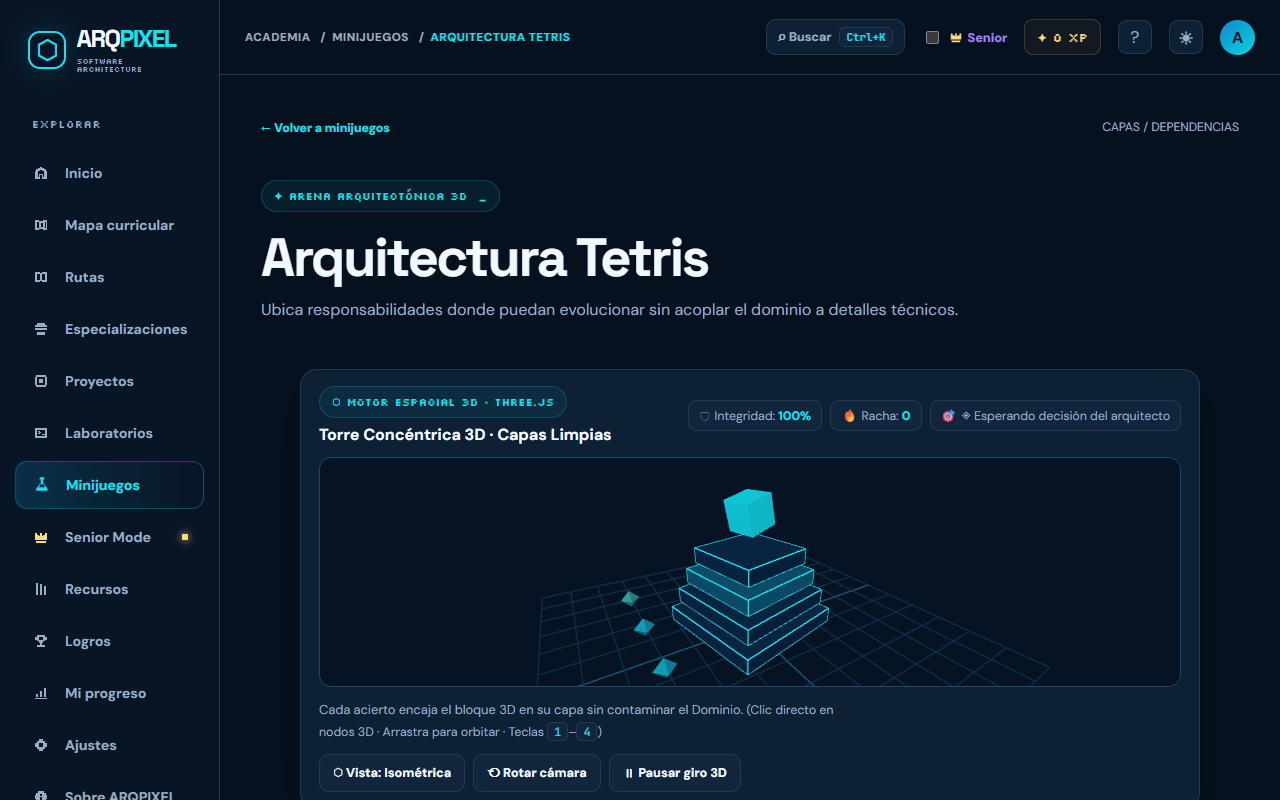 ARQPIXEL
SOFTWARE
ARCHITECTURE
EXPLORAR
Inicio
Mapa curricular
Rutas
Especializaciones
Proyectos
Laboratorios
Minijuegos
Senior Mode
Recursos
Logros
Mi progreso
Ajustes
Sobre ARQPIXEL
ACADEMIA / MINIJUEGOS / ARQUITECTURA TETRIS
⌕ Buscar Ctrl+K
Senior
✦ 0 XP
?
A
← Volver a minijuegos
CAPAS / DEPENDENCIAS
✦ ARENA ARQUITECTÓNICA 3D _
Arquitectura Tetris
Ubica responsabilidades donde puedan evolucionar sin acoplar el dominio a detalles técnicos.
⬡ MOTOR ESPACIAL 3D · THREE.JS
Torre Concéntrica 3D · Capas Limpias
Integridad: 100%
🔥 Racha: 0
🎯 ◈ Esperando decisión del arquitecto
Cada acierto encaja el bloque 3D en su capa sin contaminar el Dominio. (Clic directo en
nodos 3D · Arrastra para orbitar · Teclas 1–4)
⬡ Vista: Isométrica
⟲ Rotar cámara
⏸ Pausar giro 3D